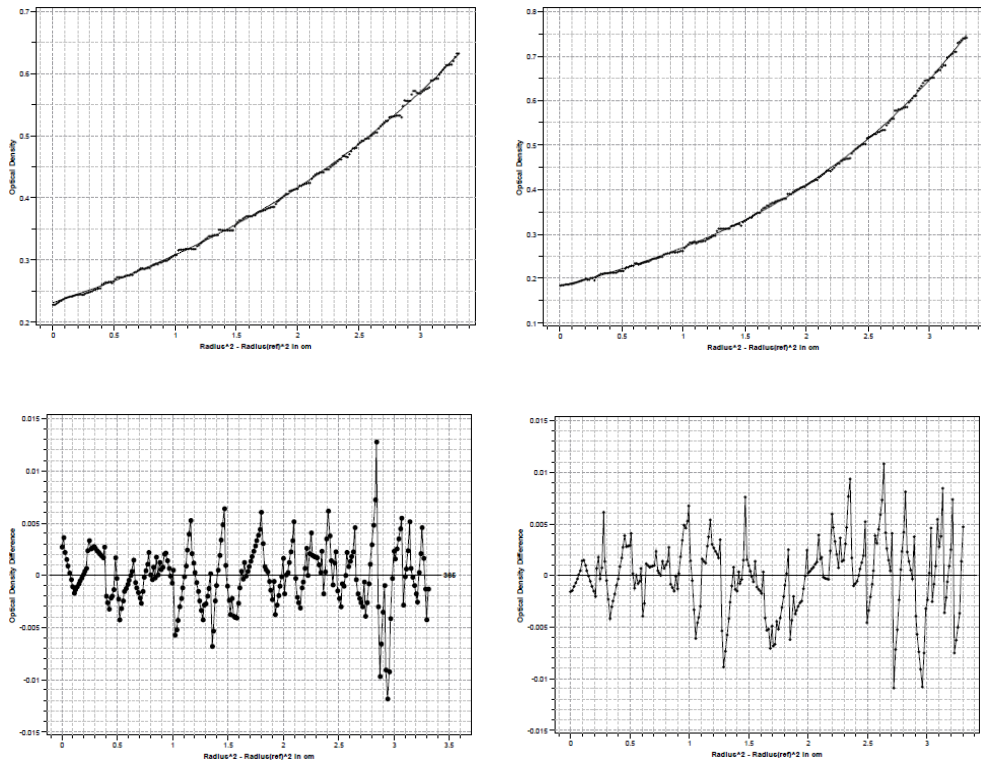 0.7
0.6
0.5
0.4
0.3
0.2
Optical Density
0 0.5 1 1.5 2 2.5 3
Radius^2 - Radius(ref)^2 in cm
0.8
0.7
0.6
0.5
0.4
0.3
0.2
0.1
Optical Density
0 0.5 1 1.5 2 2.5 3
Radius^2 - Radius(ref)^2 in cm
0.015
0.01
0.005
0
-0.005
-0.01
-0.015
Optical Density Difference
0 0.5 1 1.5 2 2.5 3 3.5
Radius^2 - Radius(ref)^2 in cm
0.015
0.01
0.005
0
-0.005
-0.01
-0.015
Optical Density Difference
0 0.5 1 1.5 2 2.5 3
Radius^2 - Radius(ref)^2 in cm